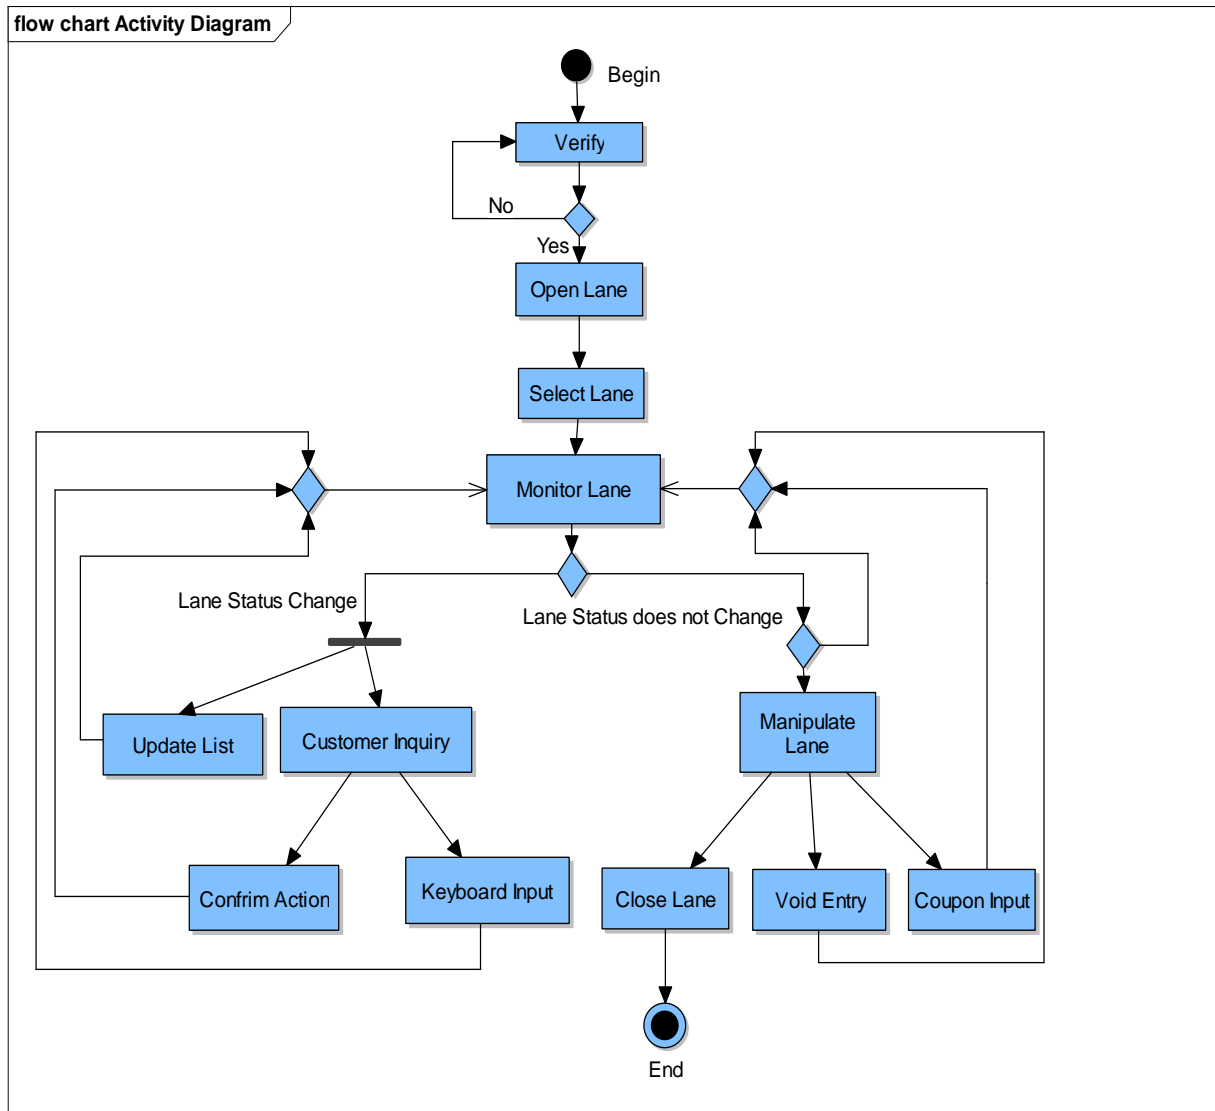 flow chart Activity Diagram
Begin
Verify
No
Yes
Open Lane
Select Lane
Monitor Lane
Lane Status Change
Lane Status does not Change
Update List
Customer Inquiry
Manipulate
Lane
Confrim Action
Keyboard Input
Close Lane
Void Entry
Coupon Input
End